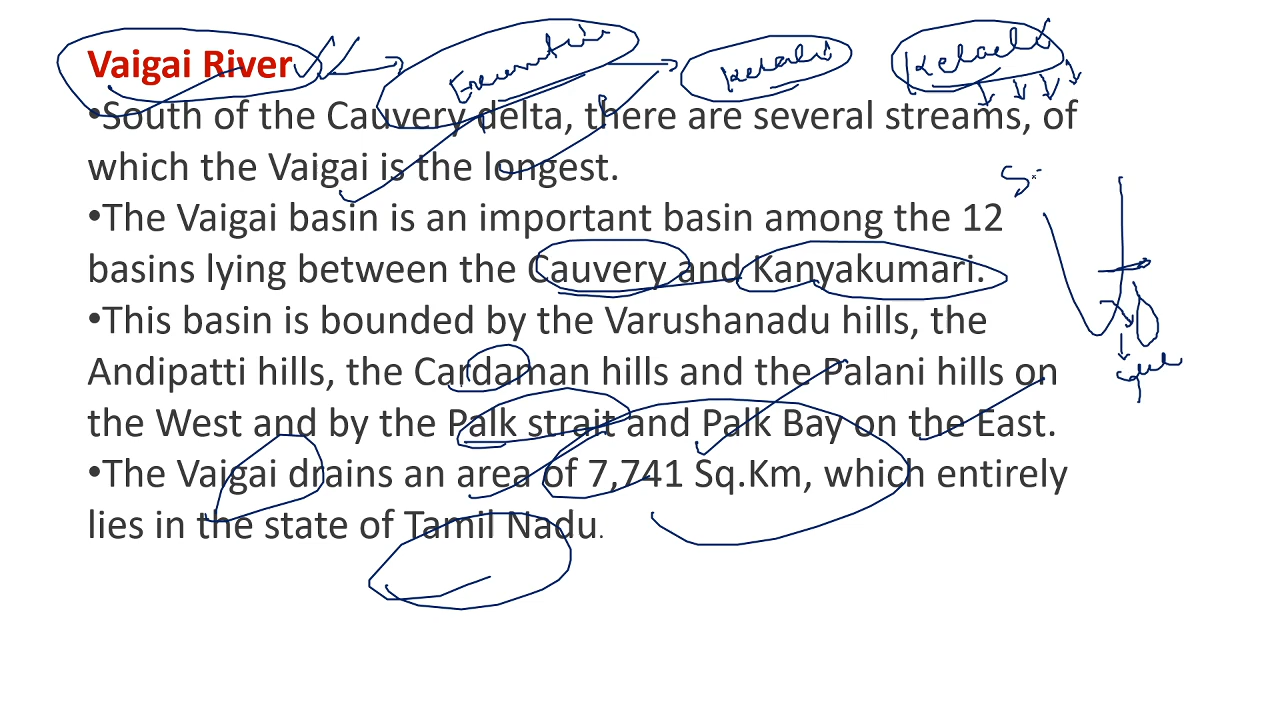 Vaigai River
•South of the Cauvery delta, there are several streams, of
which the Vaigai is the longest.
•The Vaigai basin is an important basin among the 12
basins lying between the Cauvery and Kanyakumari.
•This basin is bounded by the Varushanadu hills, the
Andipatti hills, the Cardaman hills and the Palani hills on
the West and by the Palk strait and Palk Bay on the East.
•The Vaigai drains an area of 7,741 Sq.Km, which entirely
lies in the state of Tamil Nadu.